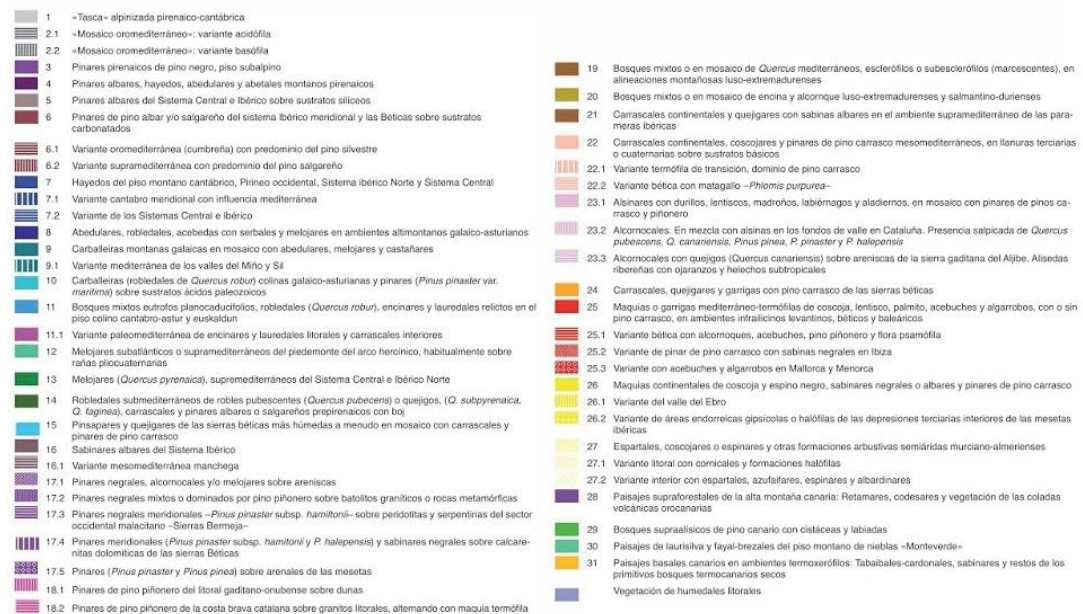 1 «Tasca» alpinizada pirenaico-cantábrica
2.1 «Mosaico oromediterráneo»: variante acidófila
2.2 «Mosaico oromediterráneo»: variante basófila
3 Pinares pirenaicos de pino negro, piso subalpino
4 Pinares albares, hayedos, abedulares y abetales montanos pirenaicos
5 Pinares albares del Sistema Central e Ibérico sobre sustratos silíceos
6 Pinares de pino albar y/o salgareño del sistema Ibérico meridional y las Béticas sobre sustratos
carbonatados
6.1 Variante oromediterránea (cumbreña) con predominio del pino silvestre
6.2 Variante supramediterránea con predominio del pino salgareño
7 Hayedos del piso montano cantábrico, Pirineo occidental, Sistema ibérico Norte y Sistema Central
7.1 Variante cantabro meridional con influencia mediterránea
7.2 Variante de los Sistemas Central e Ibérico
8 Abedulares, robledales, acebedas con serbales y melojares en ambientes altimontanos galaico-asturianos
9 Carballeiras montanas galaicas en mosaico con abedulares, melojares y castañares
9.1 Variante mediterránea de los valles del Miño y Sil
10 Carballeiras (robledales de Quercus robur) colinas galaico-asturianas y pinares (Pinus pinaster var.
maritima) sobre sustratos ácidos paleozoicos
11 Bosques mixtos eutrofos planocaducifolios, robledales (Quercus robur), encinares y lauredales relictos en el
piso colino cantabro-astur y euskaldun
11.1 Variante paleomediterránea de encinares y lauredales litorales y carrascales interiores
12 Melojares subatlánticos o supramediterráneos del piedemonte del arco hercínico, habitualmente sobre
rañas pliocuaternarias
13 Melojares (Quercus pyrenaica), supremediterráneos del Sistema Central e Ibérico Norte
14 Robledales submediterráneos de robles pubescentes (Quercus pubecens) o quejigos, (Q. subpyrenaica,
Q. faginea), carrascales y pinares albares o salgareños prepirenaicos con boj
15 Pinsapares y quejigares de las sierras béticas más húmedas a menudo en mosaico con carrascales y
pinares de pino carrasco
16 Sabinares albares del Sistema Ibérico
16.1 Variante mesomediterránea manchega
17.1 Pinares negrales, alcornocales y/o melojares sobre areniscas
17.2 Pinares negrales mixtos o dominados por pino piñonero sobre batolitos graníticos o rocas metamórficas
17.3 Pinares negrales meridionales –Pinus pinaster subsp. hamiltonii– sobre peridotitas y serpentinas del sector
occidental malacitano –Sierras Bermeja–
17.4 Pinares meridionales (Pinus pinaster subsp. hamitonii y P. halepensis) y sabinares negrales sobre calcare-
nitas dolomíticas de las sierras Béticas
17.5 Pinares (Pinus pinaster y Pinus pinea) sobre arenales de las mesetas
18.1 Pinares de pino piñonero del litoral gaditano-onubense sobre dunas
18.2 Pinares de pino piñonero de la costa brava catalana sobre granitos litorales, alternando con maquia termófila
19 Bosques mixtos o en mosaico de Quercus mediterráneos, esclerófilos o subesclerófilos (marcescentes), en
alineaciones montañosas luso-extremadurenses
20 Bosques mixtos o en mosaico de encina y alcornque luso-extremadurenses y salmantino-durienses
21 Carrascales continentales y quejigares con sabinas albares en el ambiente supramediterráneo de las para-
meras ibéricas
22 Carrascales continentales, coscojares y pinares de pino carrasco mesomediterráneos, en llanuras terciarias
o cuaternarias sobre sustratos básicos
22.1 Variante termófila de transición, dominio de pino carrasco
22.2 Variante bética con matagallo –Phlomis purpurea–
23.1 Alsinares con durillos, lentiscos, madroños, labiérnagos y aladiernos, en mosaico con pinares de pinos ca-
rrasco y piñonero
23.2 Alcornocales. En mezcla con alsinas en los fondos de valle en Cataluña. Presencia salpicada de Quercus
pubescens, Q. canariensis, Pinus pinea, P. pinaster y P. halepensis
23.3 Alcornocales con quejigos (Quercus canariensis) sobre areniscas de la sierra gaditana del Aljibe. Alisedas
ribereñas con ojaranzos y helechos subtropicales
24 Carrascales, quejigares y garrigas con pino carrasco de las sierras béticas
25 Maquias o garrigas mediterráneo-termófilas de coscoja, lentisco, palmito, acebuches y algarrobos, con o sin
pino carrasco, en ambientes infrailicinos levantinos, béticos y baleáricos
25.1 Variante bética con alcornoques, acebuches, pino piñonero y flora psamófila
25.2 Variante de pinar de pino carrasco con sabinas negrales en Ibiza
25.3 Variante con acebuches y algarrobos en Mallorca y Menorca
26 Maquias continentales de coscoja y espino negro, sabinares negrales o albares y pinares de pino carrasco
26.1 Variante del valle del Ebro
26.2 Variante de áreas endorreicas gipsícolas o halófilas de las depresiones terciarias interiores de las mesetas
ibéricas
27 Espartales, coscojares o espinares y otras formaciones arbustivas semiáridas murciano-almerienses
27.1 Variante litoral con cornicales y formaciones halófilas
27.2 Variante interior con espartales, azufaifares, espinares y albardinares
28 Paisajes supraforestales de la alta montaña canaria: Retamares, codesares y vegetación de las coladas
volcánicas orocanarias
29 Bosques supraalísicos de pino canario con cistáceas y labiadas
30 Paisajes de laurisilva y fayal-brezales del piso montano de nieblas «Monteverde»
31 Paisajes basales canarios en ambientes termoxerófilos: Tabaibales-cardonales, sabinares y restos de los
primitivos bosques termocanarios secos
Vegetación de humedales litorales